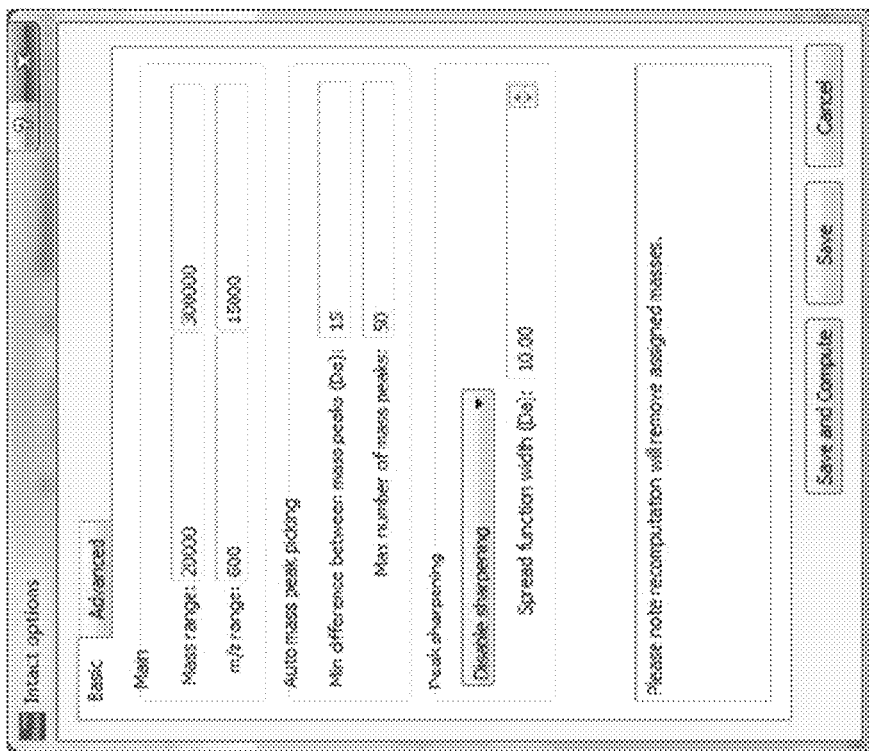 Intact options
Basic Advanced
Main
Mass range: 20000
m/z range: 600 15000
Auto mass peak picking
Min difference between mass peaks (Da): 15
Max number of mass peaks: 50
Peak sharpening
Disable sharpening
Spread function width (Da): 10.00
Please note recomputation will remove assigned masses.
Save and Compute Save Cancel